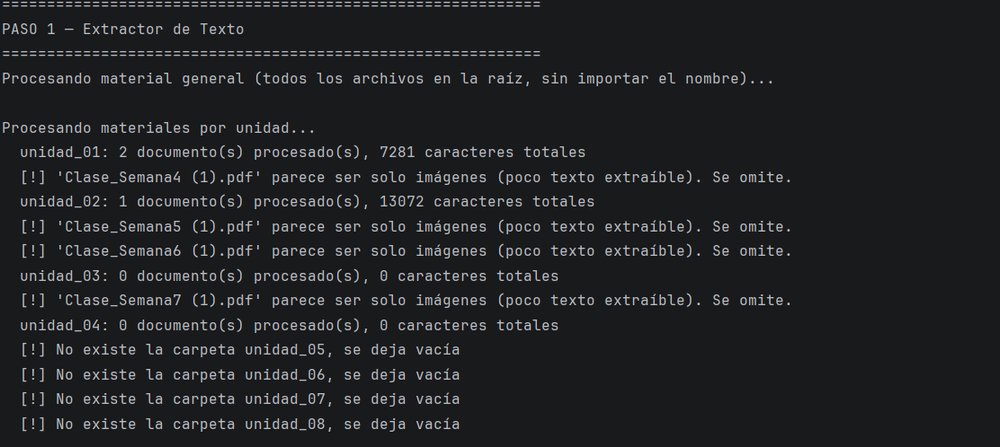 ============================================================
PASO 1 — Extractor de Texto
============================================================
Procesando material general (todos los archivos en la raíz, sin importar el nombre)...
Procesando materiales por unidad...
unidad_01: 2 documento(s) procesado(s), 7281 caracteres totales
[!] 'Clase_Semana4 (1).pdf' parece ser solo imágenes (poco texto extraíble). Se omite.
unidad_02: 1 documento(s) procesado(s), 13072 caracteres totales
[!] 'Clase_Semana5 (1).pdf' parece ser solo imágenes (poco texto extraíble). Se omite.
[!] 'Clase_Semana6 (1).pdf' parece ser solo imágenes (poco texto extraíble). Se omite.
unidad_03: 0 documento(s) procesado(s), 0 caracteres totales
[!] 'Clase_Semana7 (1).pdf' parece ser solo imágenes (poco texto extraíble). Se omite.
unidad_04: 0 documento(s) procesado(s), 0 caracteres totales
[!] No existe la carpeta unidad_05, se deja vacía
[!] No existe la carpeta unidad_06, se deja vacía
[!] No existe la carpeta unidad_07, se deja vacía
[!] No existe la carpeta unidad_08, se deja vacía